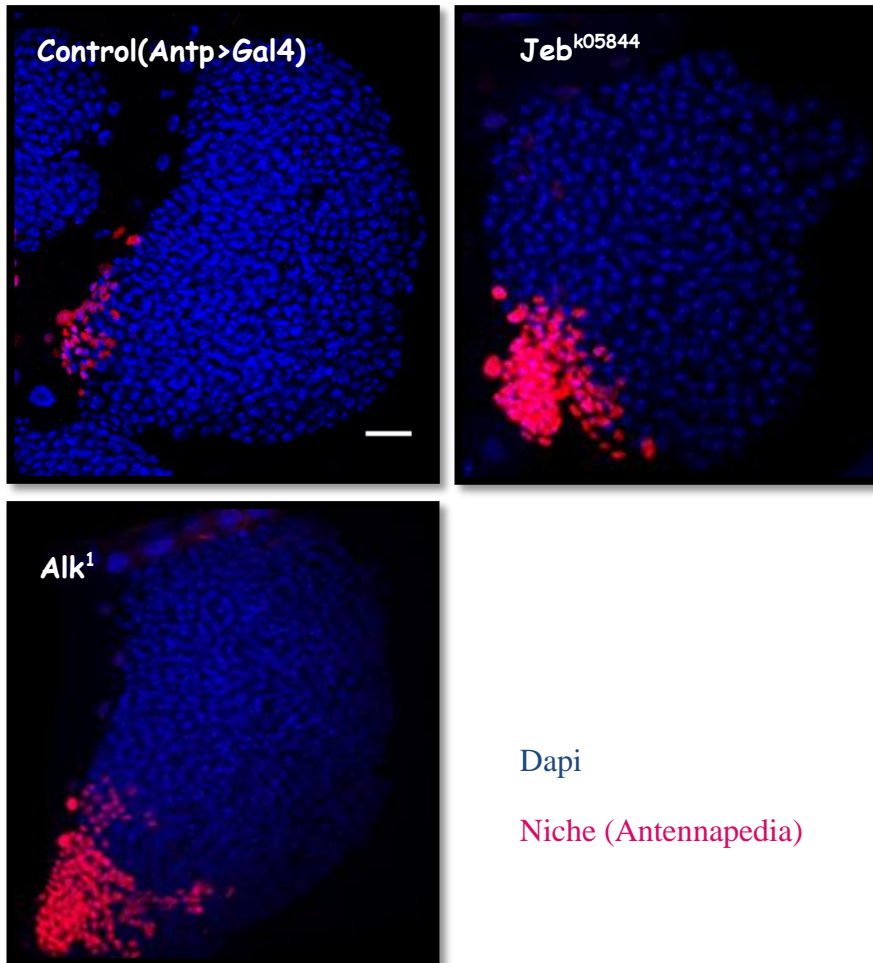 Control(Antp>Gal4)
Jeb^k05844
Alk^1
Dapi
Niche (Antennapedia)